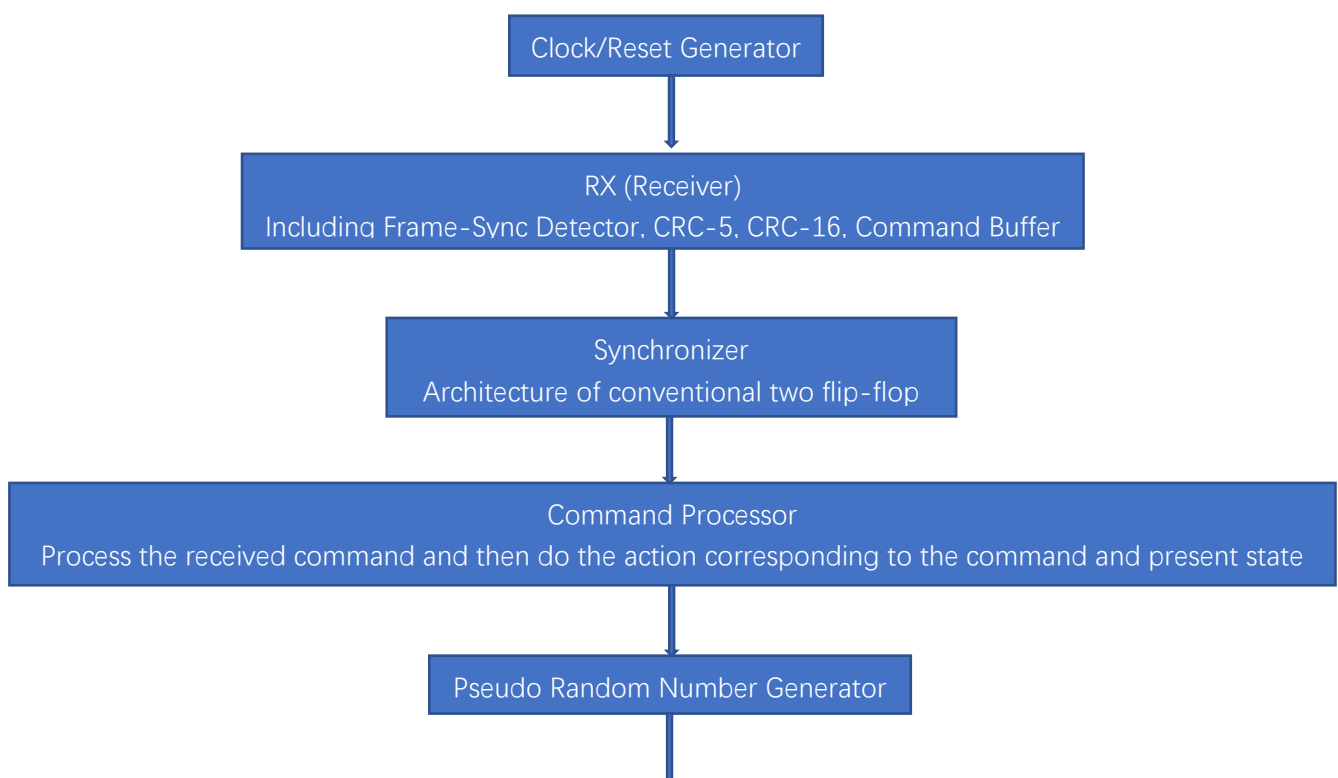 Clock/Reset Generator
RX (Receiver)
Including Frame-Sync Detector, CRC-5, CRC-16, Command Buffer
Synchronizer
Architecture of conventional two flip-flop
Command Processor
Process the received command and then do the action corresponding to the command and present state
Pseudo Random Number Generator